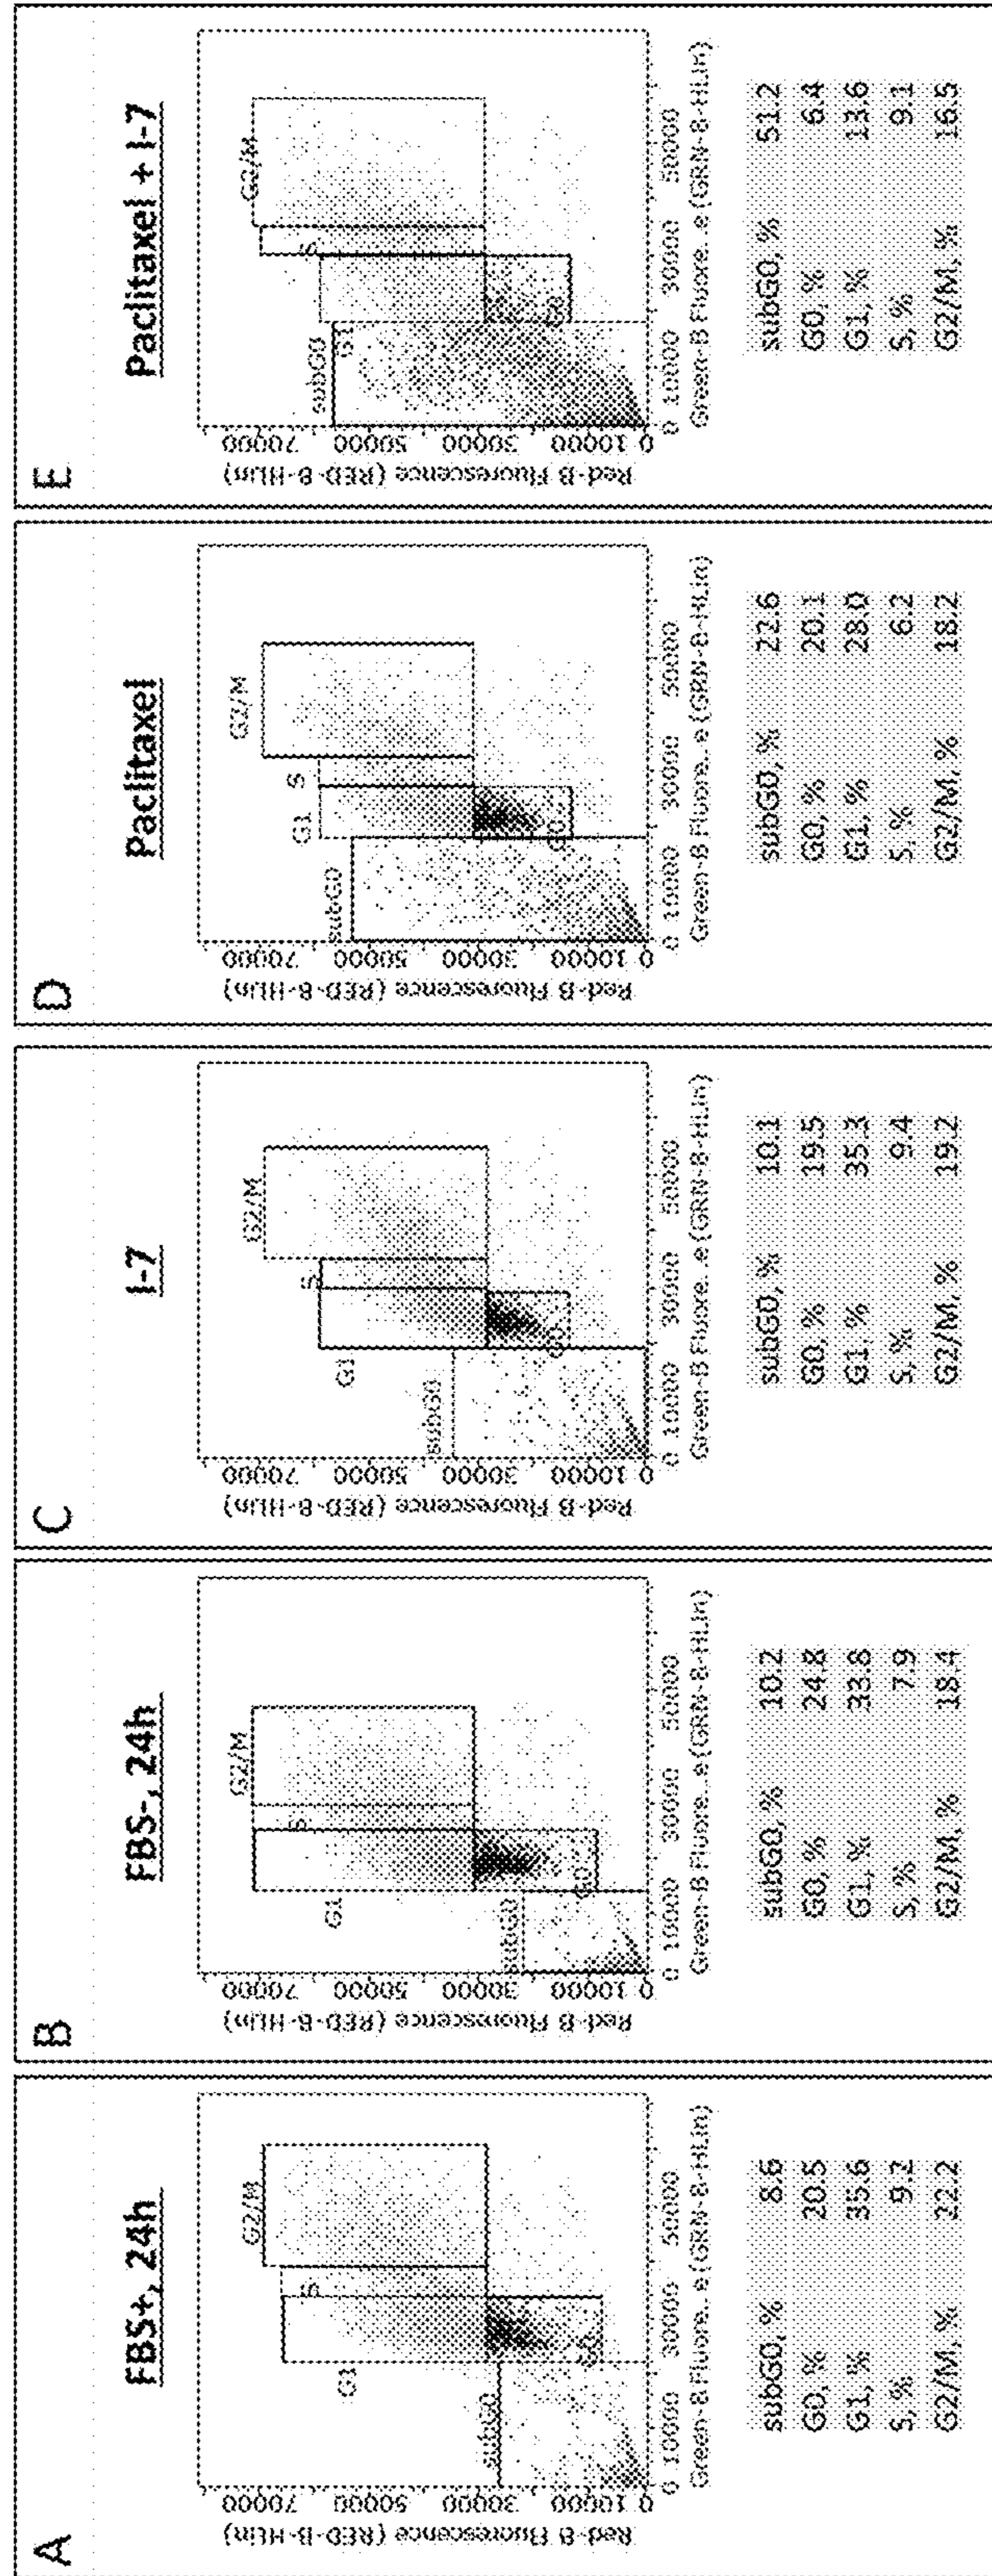 A
FBS+, 24h
G2/M
S
G1
subG0
G0
Red-B Fluorescence (RED-B-HLin)
70000
50000
30000
10000
0
0 10000 30000 50000
Green-B Fluore..e (GRN-B-HLin)
subG0, % 8.6
G0, % 20.5
G1, % 35.6
S, % 9.2
G2/M, % 22.2
B
FBS-, 24h
G2/M
S
G1
subG0
G0
Red-B Fluorescence (RED-B-HLin)
70000
50000
30000
10000
0
0 10000 30000 50000
Green-B Fluore..e (GRN-B-HLin)
subG0, % 10.2
G0, % 24.8
G1, % 33.8
S, % 7.9
G2/M, % 18.4
C
I-7
G2/M
S
G1
subG0
G0
Red-B Fluorescence (RED-B-HLin)
70000
50000
30000
10000
0
0 10000 30000 50000
Green-B Fluore..e (GRN-B-HLin)
subG0, % 10.1
G0, % 19.5
G1, % 35.3
S, % 9.4
G2/M, % 19.2
D
Paclitaxel
G2/M
S
G1
subG0
G0
Red-B Fluorescence (RED-B-HLin)
70000
50000
30000
10000
0
0 10000 30000 50000
Green-B Fluore..e (GRN-B-HLin)
subG0, % 22.6
G0, % 20.1
G1, % 28.0
S, % 6.2
G2/M, % 18.2
E
Paclitaxel + I-7
G2/M
S
subG0
G1
G0
Red-B Fluorescence (RED-B-HLin)
70000
50000
30000
10000
0
0 10000 30000 50000
Green-B Fluore..e (GRN-B-HLin)
subG0, % 51.2
G0, % 6.4
G1, % 13.6
S, % 9.1
G2/M, % 16.5